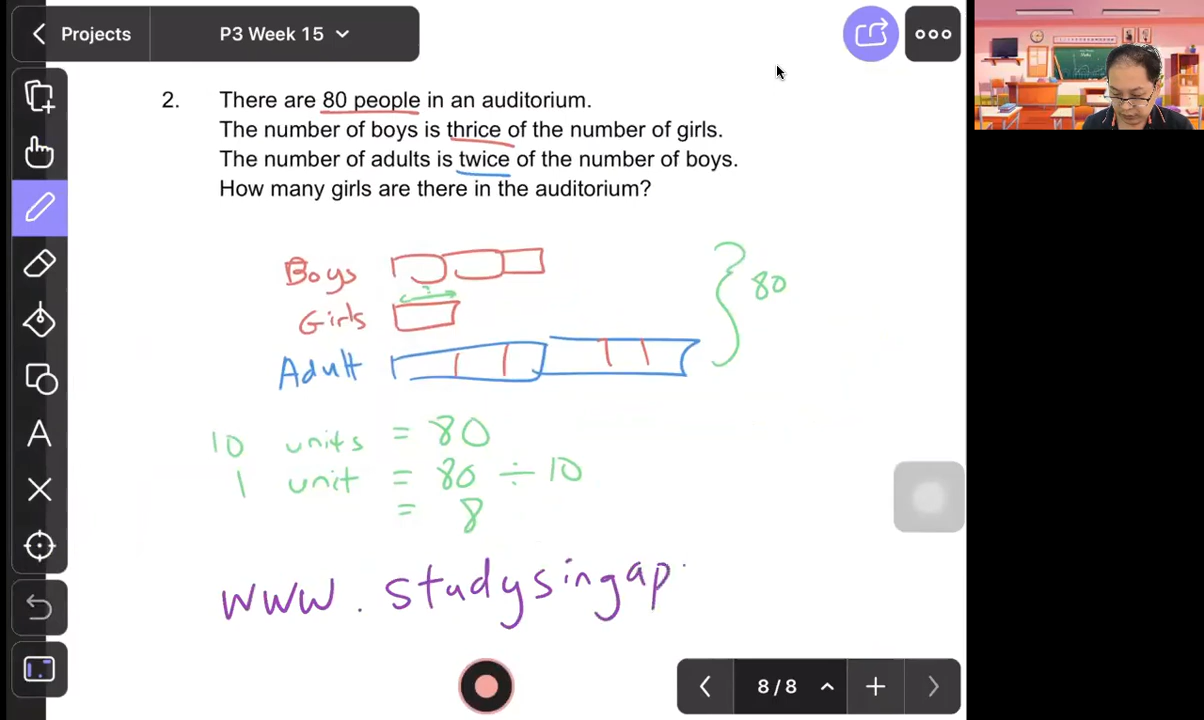 Projects
P3 Week 15
2. There are 80 people in an auditorium.
The number of boys is thrice of the number of girls.
The number of adults is twice of the number of boys.
How many girls are there in the auditorium?
Boys
?
80
Girls
Adult
10 units = 80
1 unit = 80 ÷ 10
= 8
www.studysingap
8 / 8
A